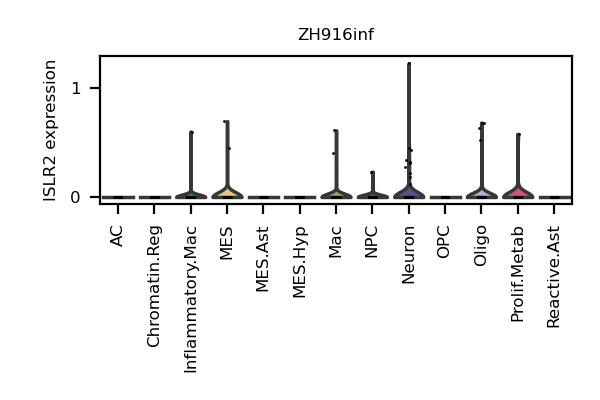 ZH916inf
ISLR2 expression
1
0
AC
Chromatin.Reg
Inflammatory.Mac
MES
MES.Ast
MES.Hyp
Mac
NPC
Neuron
OPC
Oligo
Prolif.Metab
Reactive.Ast